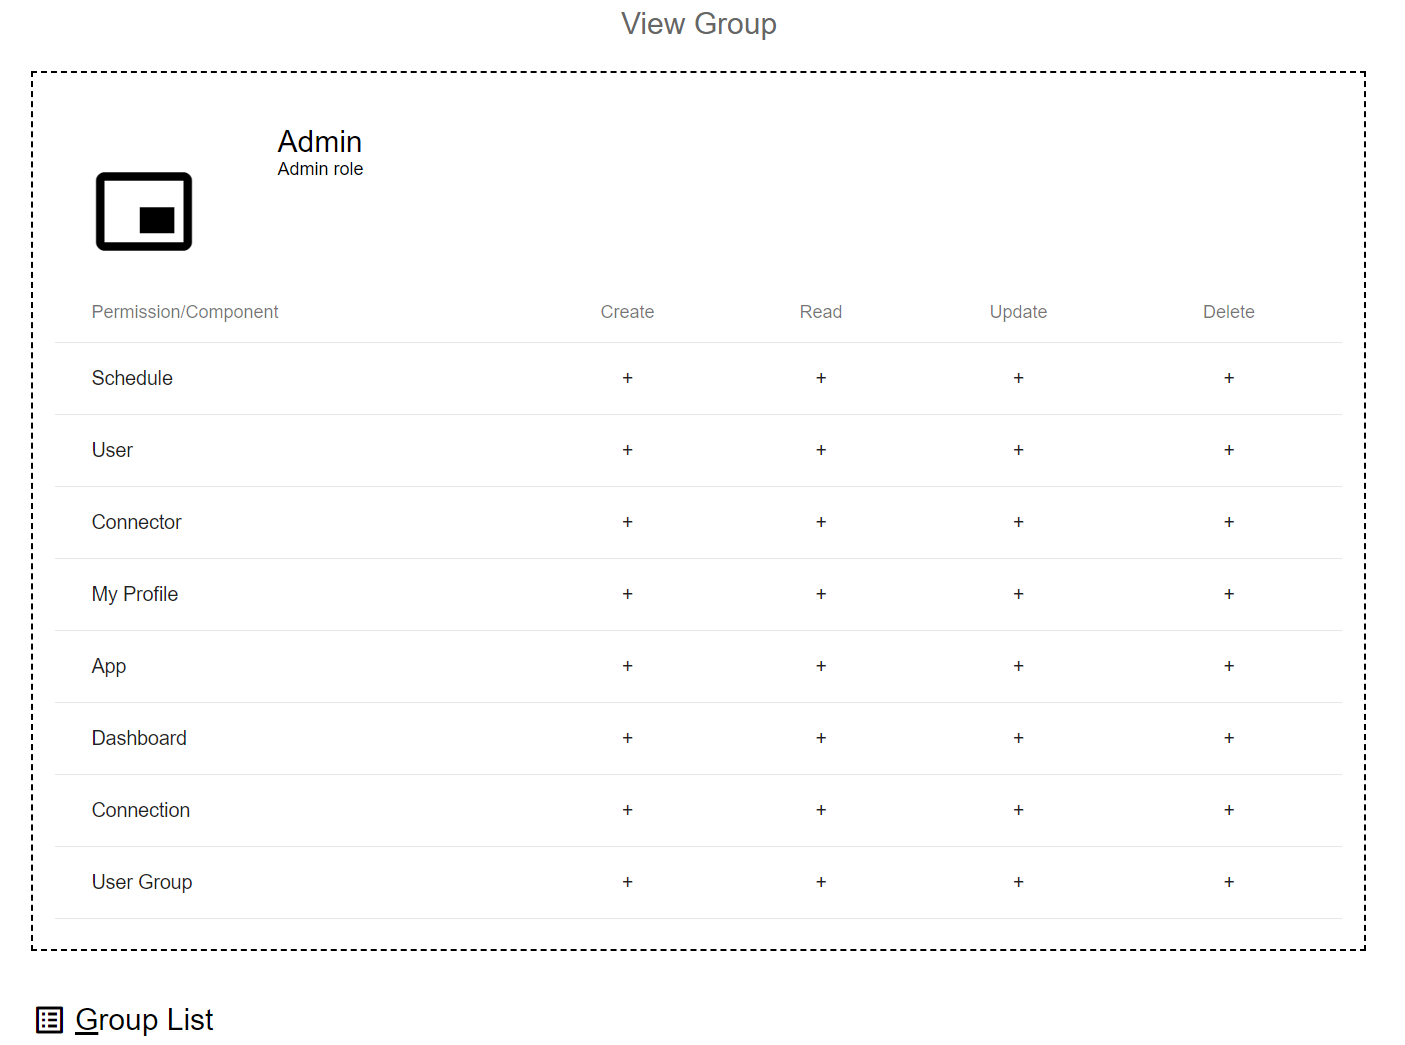 View Group
Admin
Admin role
Permission/Component Create Read Update Delete
Schedule + + + +
User + + + +
Connector + + + +
My Profile + + + +
App + + + +
Dashboard + + + +
Connection + + + +
User Group + + + +
Group List